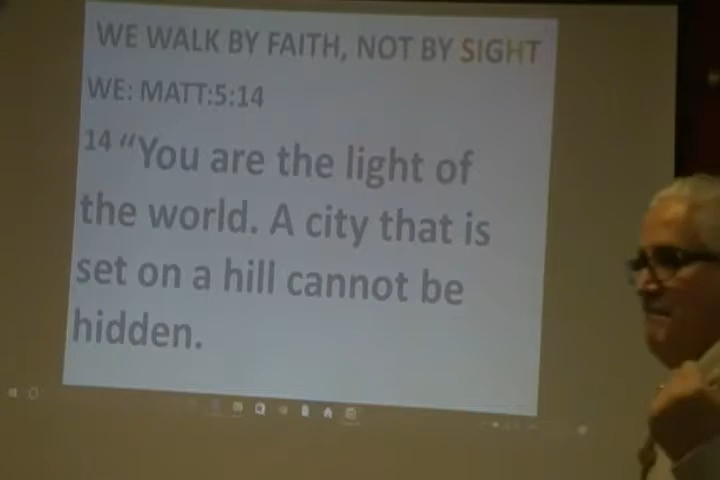 WE WALK BY FAITH, NOT BY SIGHT
WE: MATT:5:14
14 “You are the light of
the world. A city that is
set on a hill cannot be
hidden.